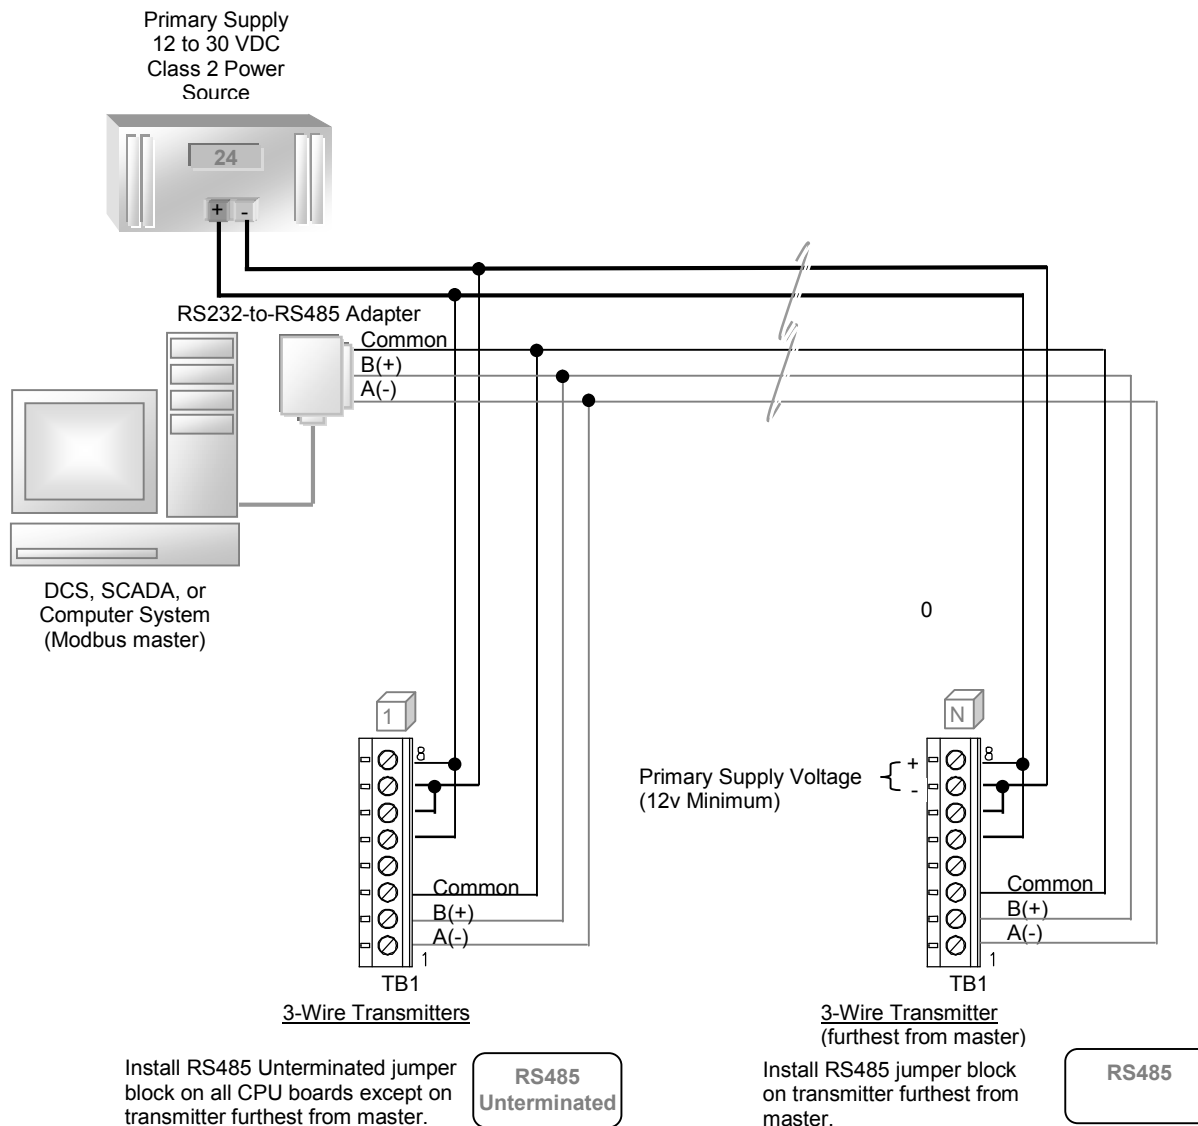 Primary Supply
12 to 30 VDC
Class 2 Power
Source
24
+ -
RS232-to-RS485 Adapter
Common
B(+)
A(-)
DCS, SCADA, or
Computer System
(Modbus master)
0
1
8
Common
B(+)
A(-)
1
TB1
3-Wire Transmitters
N
Primary Supply Voltage
(12v Minimum)
+
-
8
Common
B(+)
A(-)
1
TB1
3-Wire Transmitter
(furthest from master)
Install RS485 Unterminated jumper
block on all CPU boards except on
transmitter furthest from master.
RS485
Unterminated
Install RS485 jumper block
on transmitter furthest from
master.
RS485